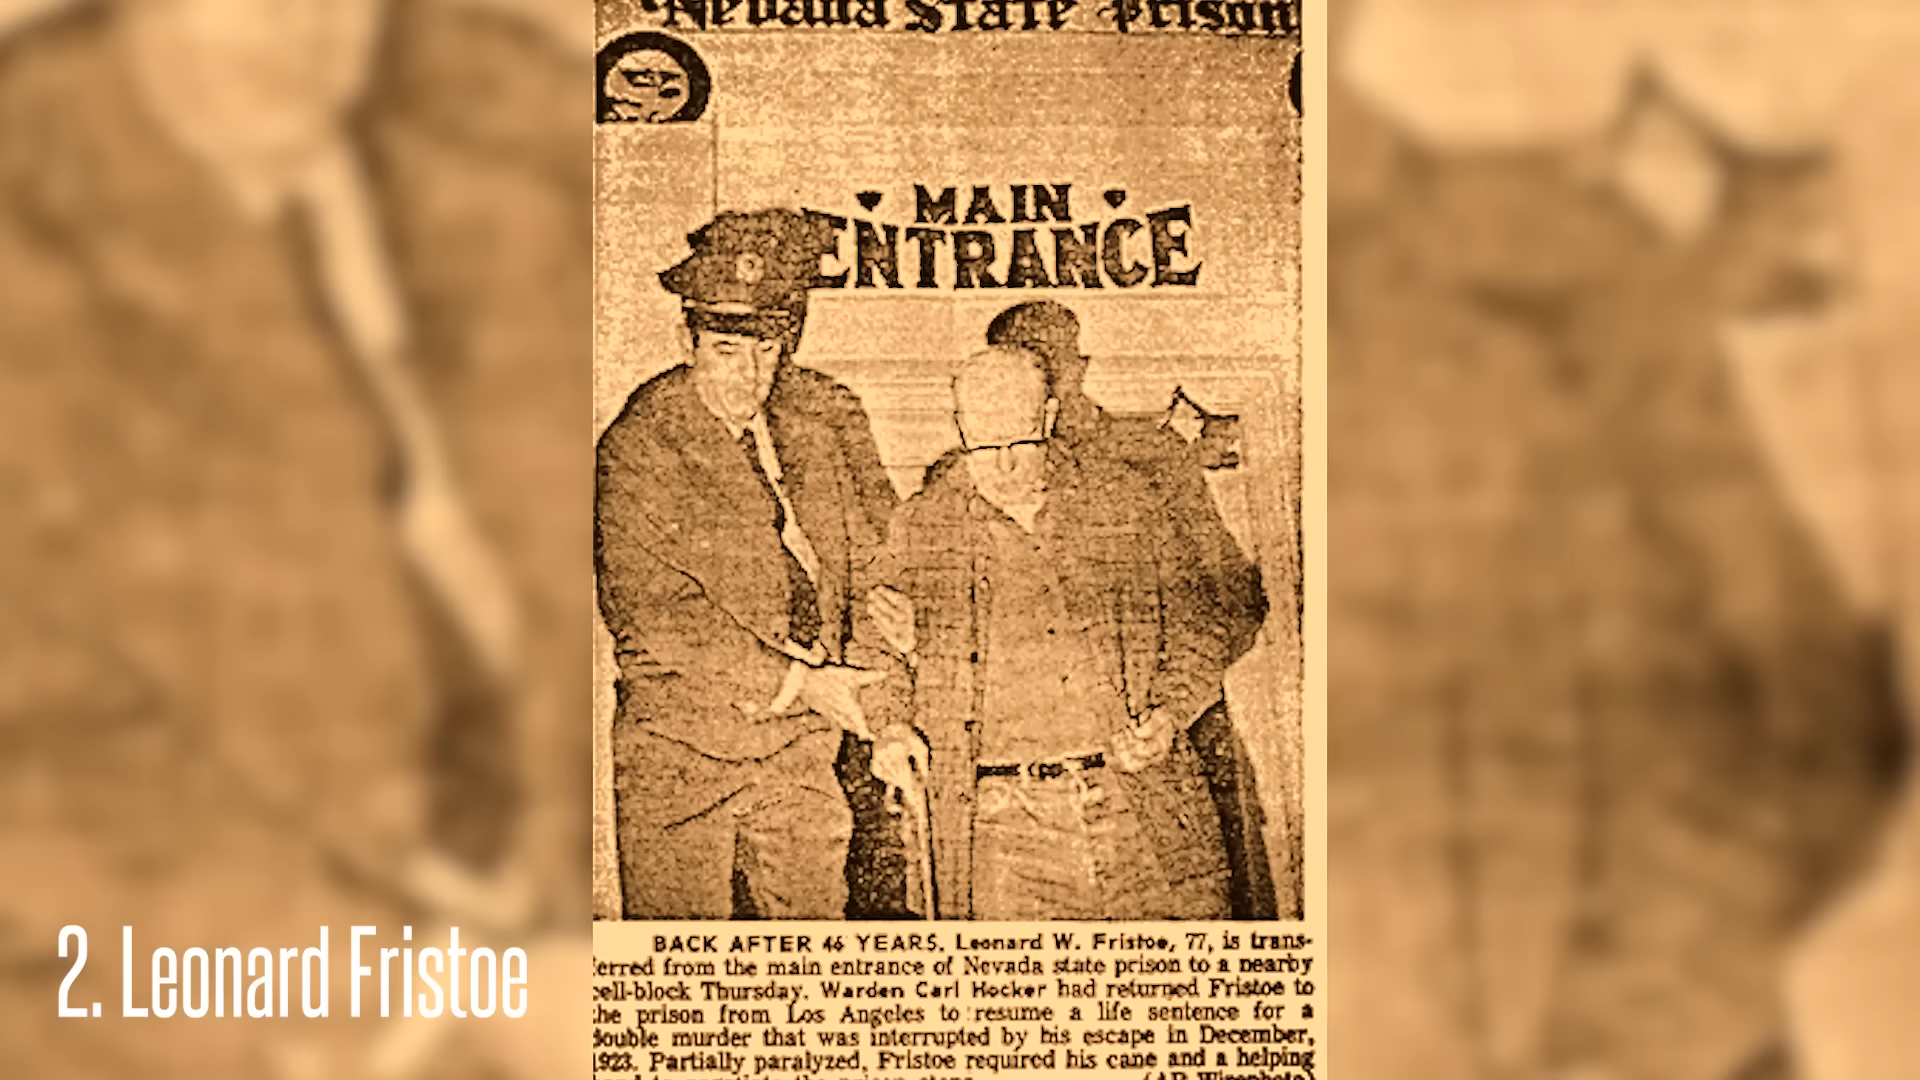 Nevada State Prison
MAIN
ENTRANCE
BACK AFTER 46 YEARS. Leonard W. Fristoe, 77, is trans-
ferred from the main entrance of Nevada state prison to a nearby
cell-block Thursday. Warden Carl Hocker had returned Fristoe to
the prison from Los Angeles to resume a life sentence for a
double murder that was interrupted by his escape in December,
1923. Partially paralyzed, Fristoe required his cane and a helping
(AP Wirephoto)
2. Leonard Fristoe